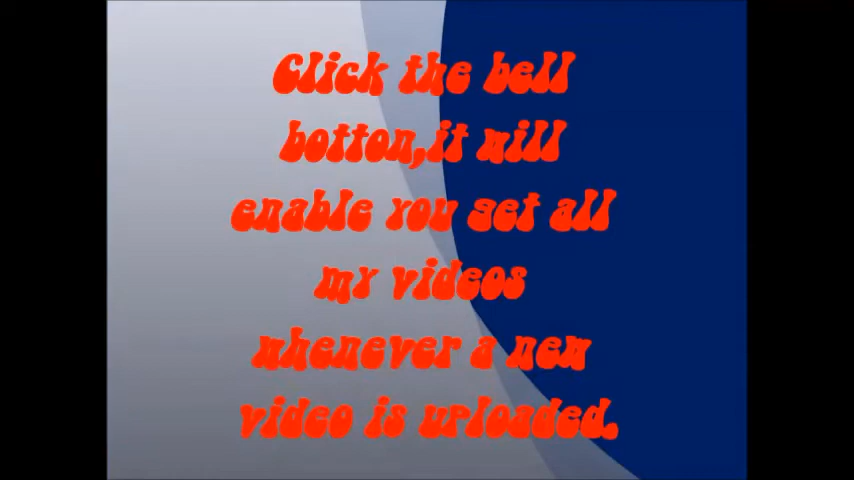 Click the bell
botton,it will
enable you get all
my videos
whenever a new
video is uploaded.